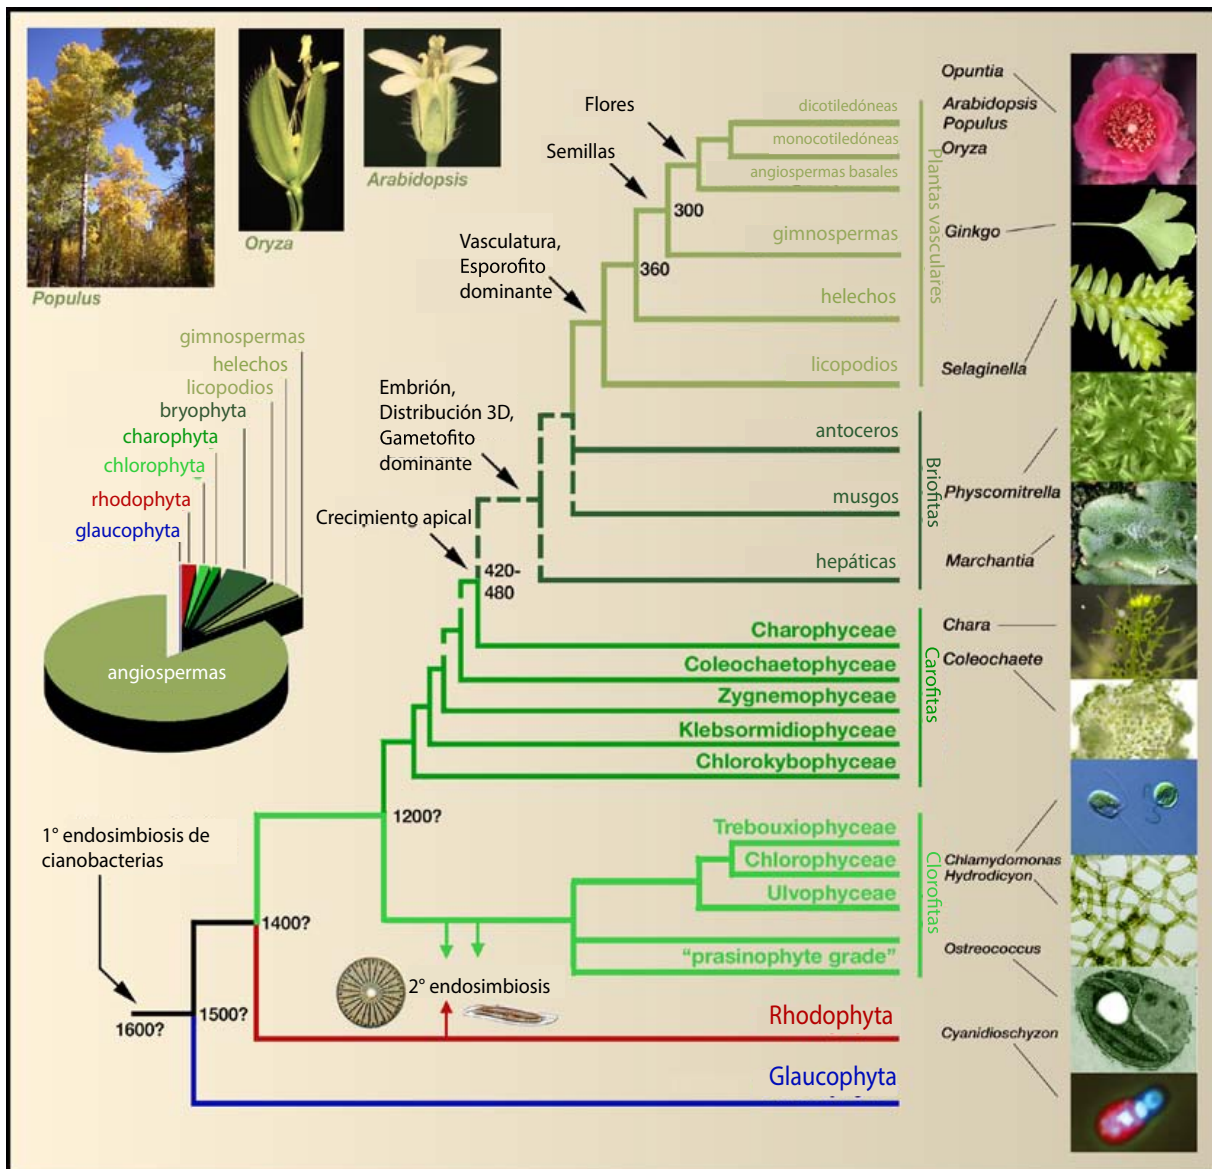 Populus
Oryza
Arabidopsis
Flores
Semillas
Vasculatura,
Esporofito
dominante
Embrión,
Distribución 3D,
Gametofito
dominante
Crecimiento apical
300
360
420-
480
dicotiledóneas
monocotiledóneas
angiospermas basales
gimnospermas
helechos
licopodios
Plantas vasculares
antoceros
musgos
hepáticas
Briofitas
Charophyceae
Coleochaetophyceae
Zygnemophyceae
Klebsormidiophyceae
Chlorokybophyceae
Carofitas
Trebouxiophyceae
Chlorophyceae
Ulvophyceae
"prasinophyte grade"
Clorofitas
Rhodophyta
Glaucophyta
gimnospermas
helechos
licopodios
bryophyta
charophyta
chlorophyta
rhodophyta
glaucophyta
angiospermas
1° endosimbiosis de
cianobacterias
1200?
1400?
1500?
1600?
2° endosimbiosis
Opuntia
Arabidopsis
Populus
Oryza
Ginkgo
Selaginella
Physcomitrella
Marchantia
Chara
Coleochaete
Chlamydomonas
Hydrodicyon
Ostreococcus
Cyanidioschyzon